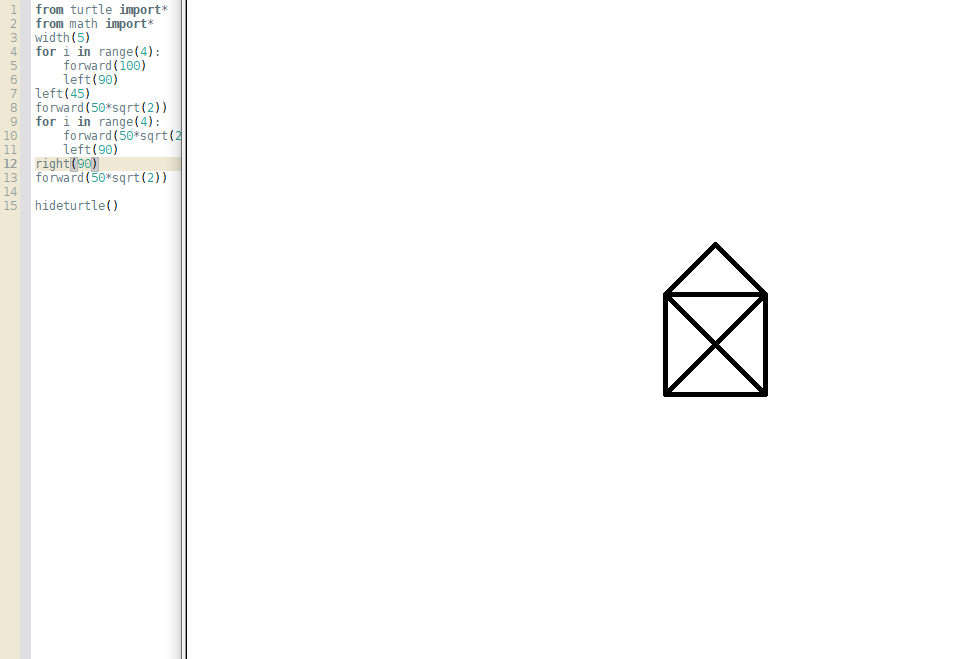 1 from turtle import*
2 from math import*
3 width(5)
4 for i in range(4):
5     forward(100)
6     left(90)
7 left(45)
8 forward(50*sqrt(2))
9 for i in range(4):
10     forward(50*sqrt(2
11     left(90)
12 right(90)
13 forward(50*sqrt(2))
14
15 hideturtle()